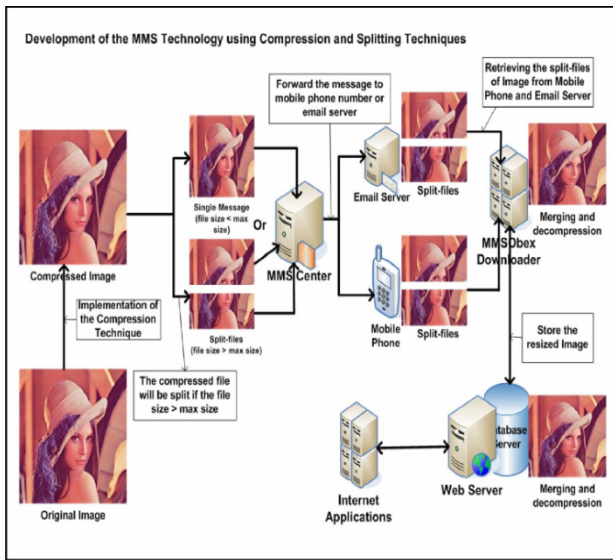 Development of the MMS Technology using Compression and Splitting Techniques
Forward the message to
mobile phone number or
email server
Retrieving the split-files
of Image from Mobile
Phone and Email Server
Single Message
(file size < max
size)
Or
MMS Center
Email Server
Split-files
MMSObex
Downloader
Merging and
decompression
Compressed Image
Implementation of
the Compression
Technique
Split-files
(file size > max size)
Mobile
Phone
Split-files
Store the
resized Image
The compressed file
will be split if the file
size > max size
Original Image
Internet
Applications
Web Server
atabase
Server
Merging and
decompression